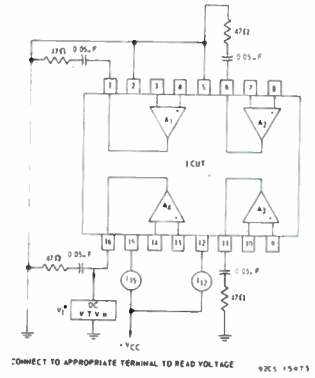 47Ω
47Ω
0.05µF
0.05µF
1
2
3
4
5
6
7
8
A1
A2
ICUT
A4
A3
16
15
14
13
12
11
10
9
47Ω
0.05µF
I15
I12
0.05µF
47Ω
V1*
DC
VTVM
+VCC
CONNECT TO APPROPRIATE TERMINAL TO READ VOLTAGE
92CS-15475